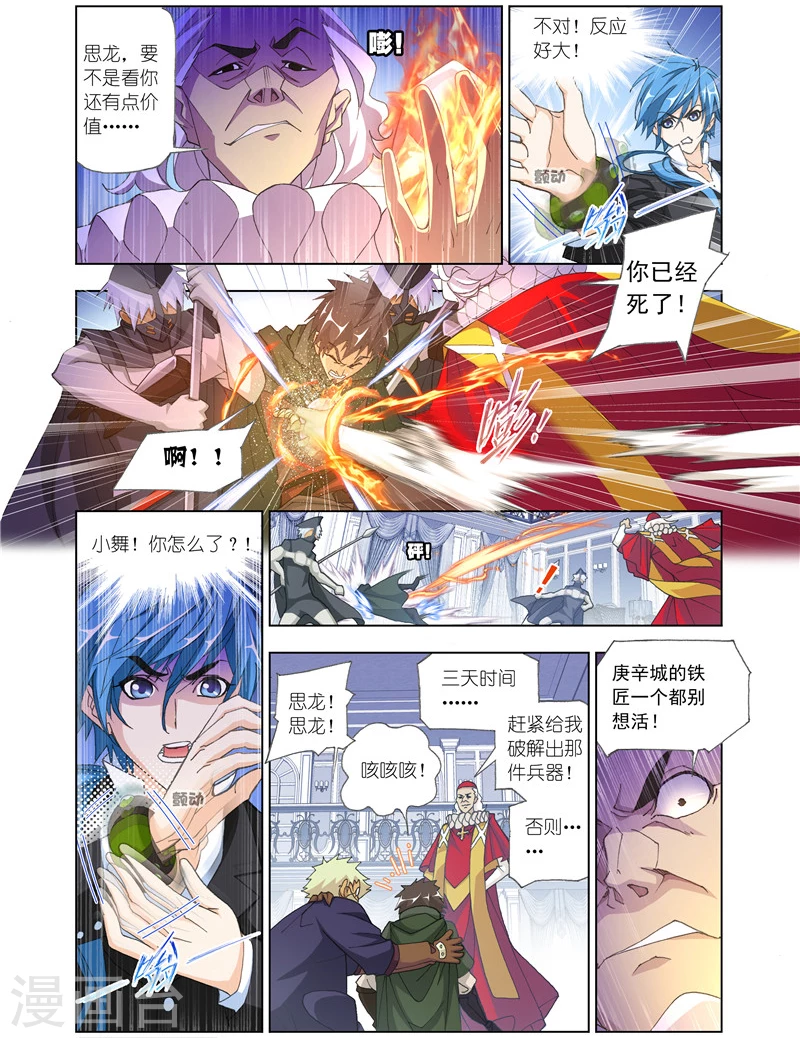 思龙，要
不是看你
还有点价
值……
嘭！
不对！反应
好大！
颤动
嗡
你已经
死了！
嘭！
啊！！
小舞！你怎么了？！
砰！
！
颤动
嗡
思龙！
思龙！
三天时间
……
咳咳咳！
赶紧给我
破解出那
件兵器！
否则……
…
庚辛城的铁
匠一个都别
想活！
漫画台